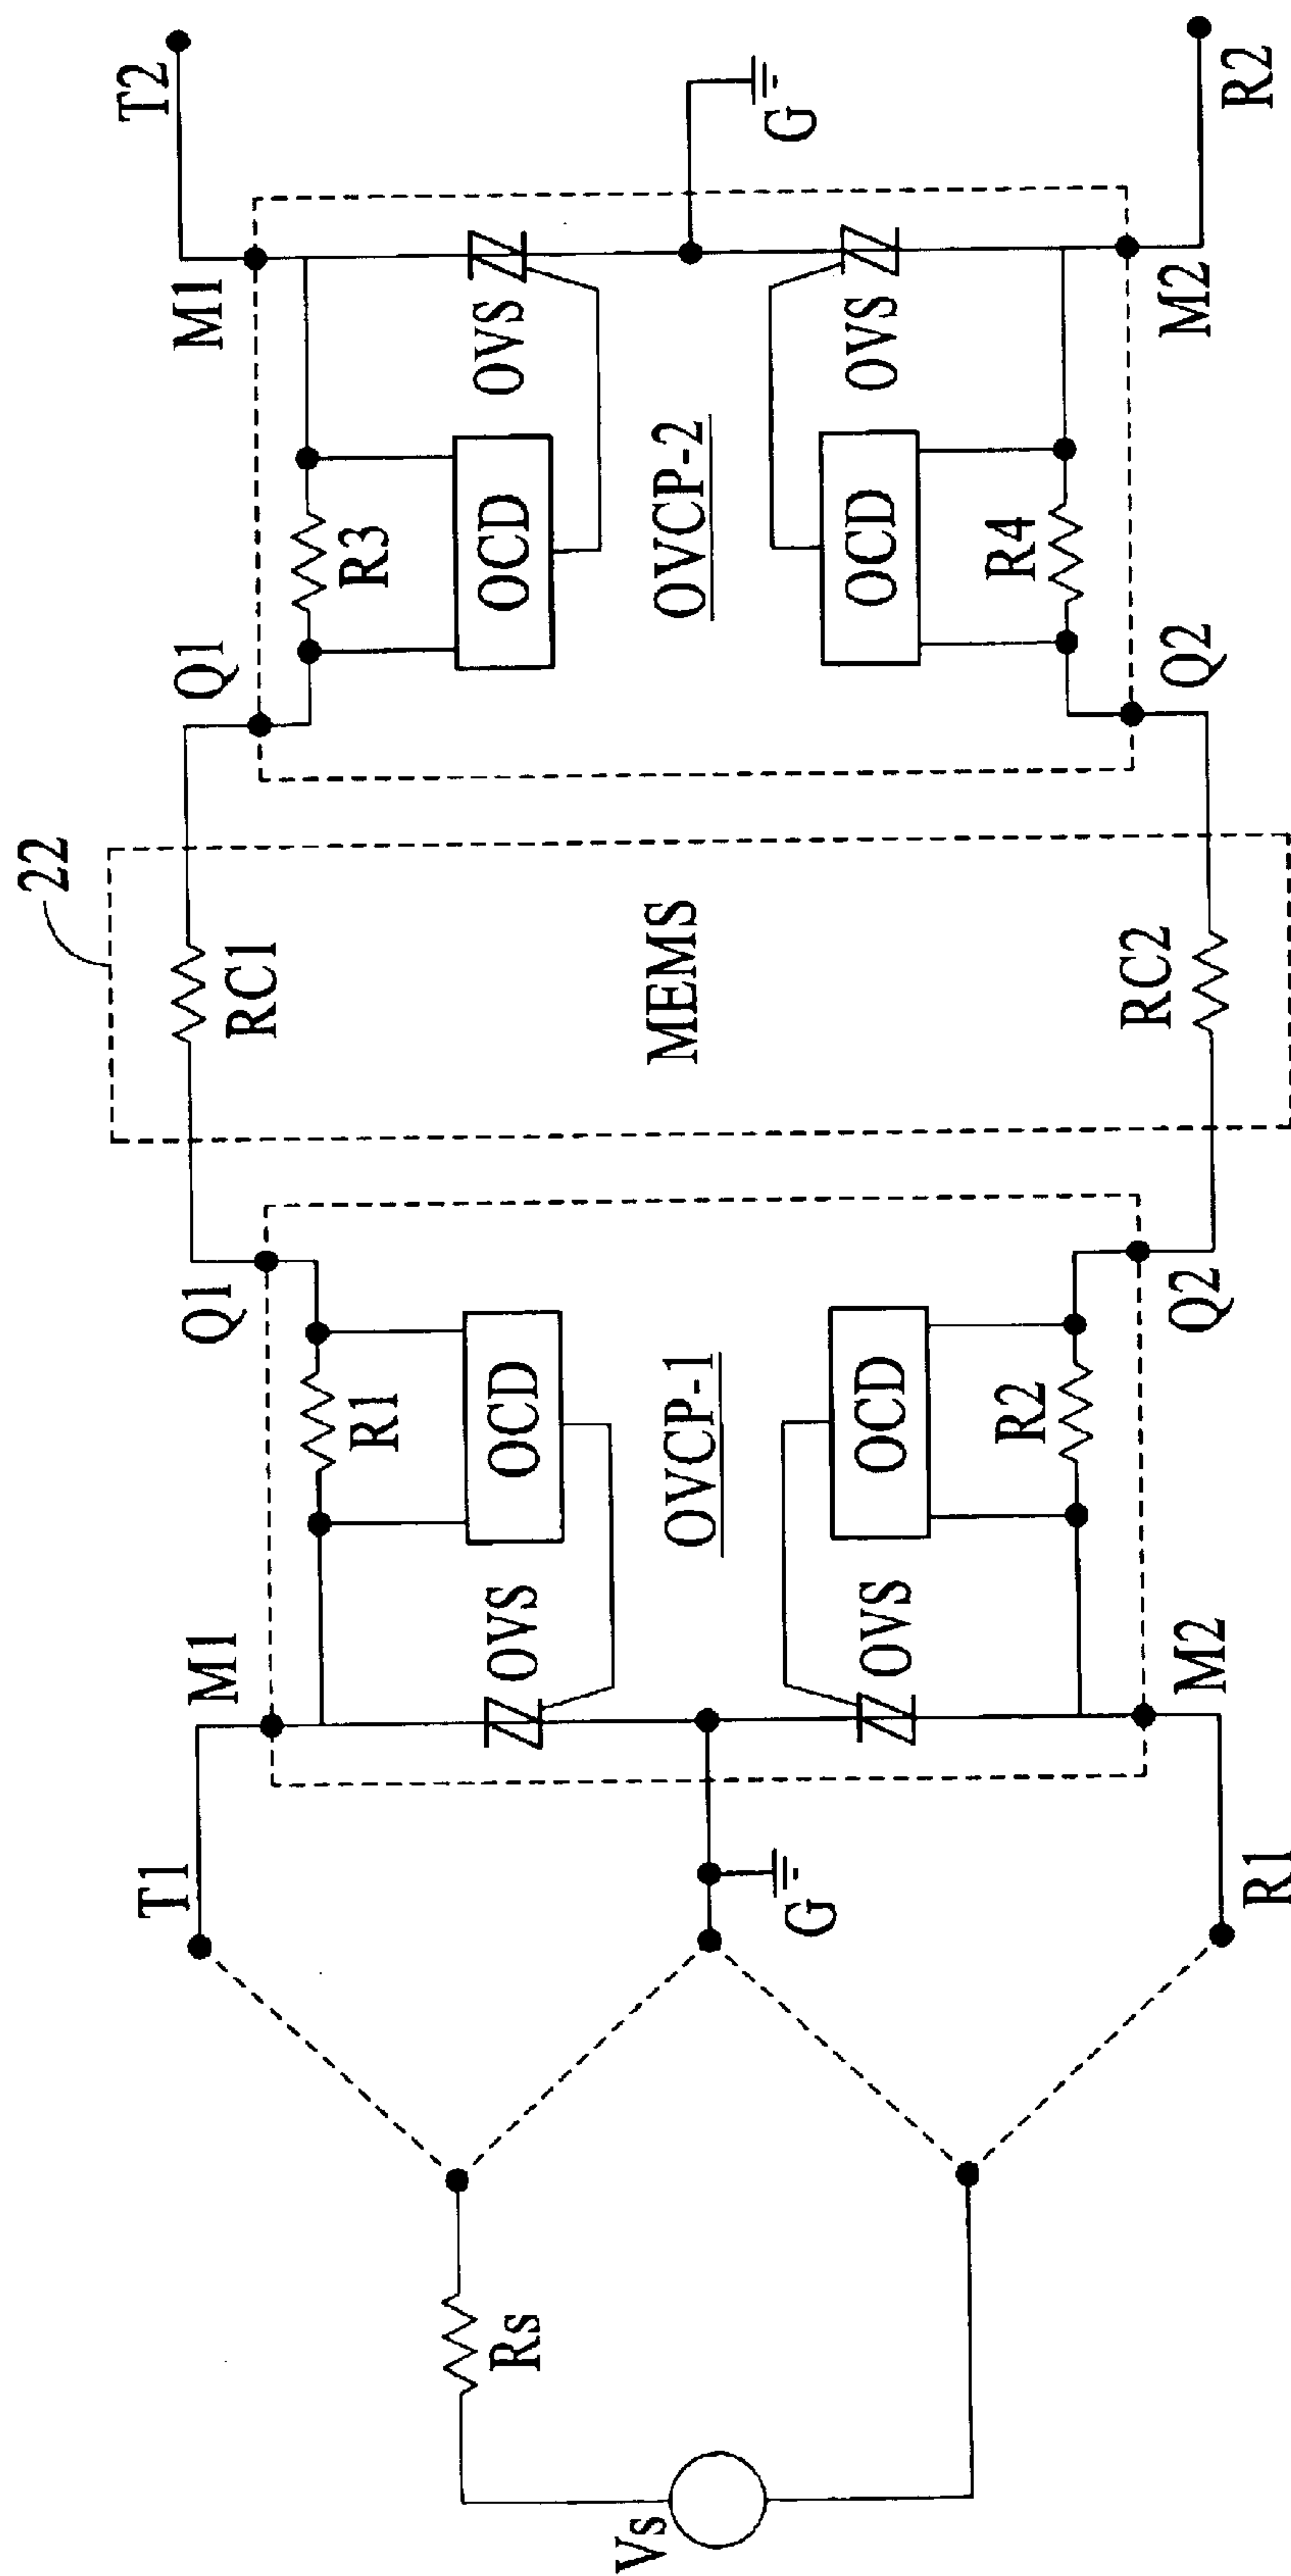 22
T1
M1
Q1
RC1
Q1
M1
T2
R1
R3
OVS
OCD
OCD
OVS
Vs
Rs
G
OVCP-1
MEMS
OVCP-2
G
OVS
OCD
OCD
OVS
R2
R4
R1
M2
Q2
RC2
Q2
M2
R2